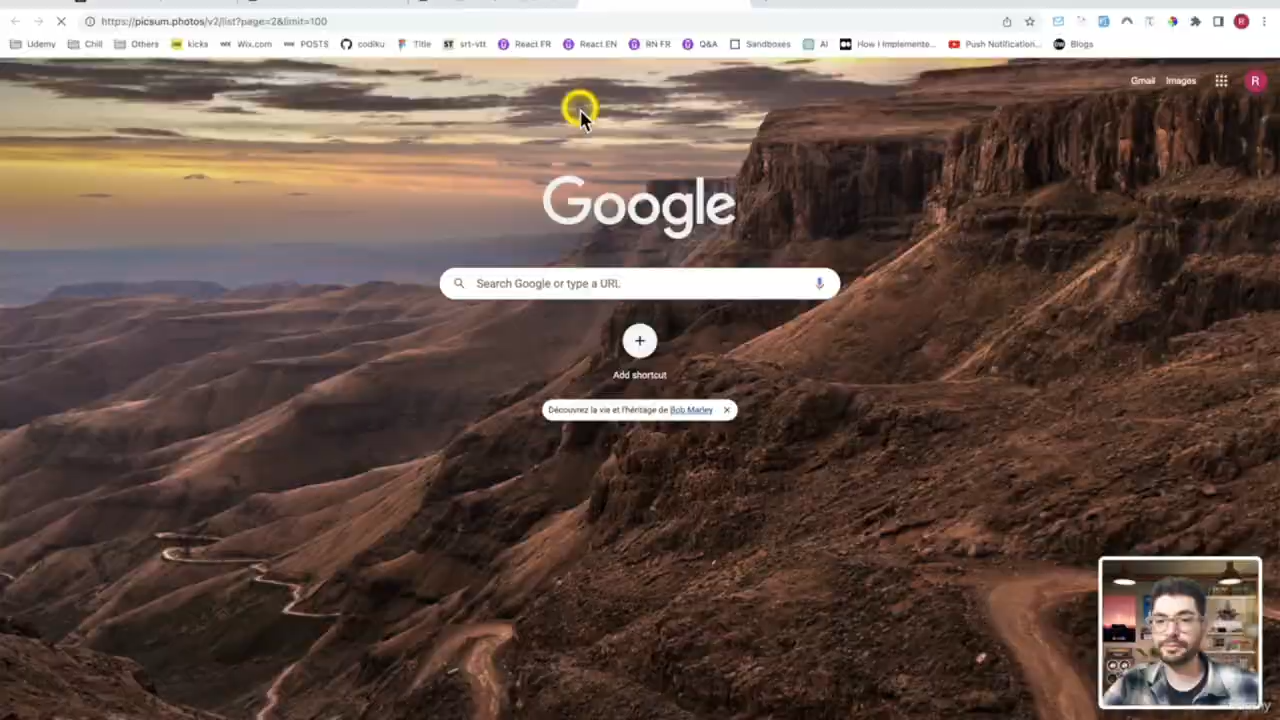 https://picsum.photos/v2/list?page=2&limit=100
R
Udemy Chill Others kicks Wix.com POSTS codiku Title ST srt-vtt React FR React EN RN FR Q&A Sandboxes AI How I Implemente... Push Notification... Blogs
Gmail Images R
Google
Search Google or type a URL
Add shortcut
Découvrez la vie et l'héritage de Bob Marley